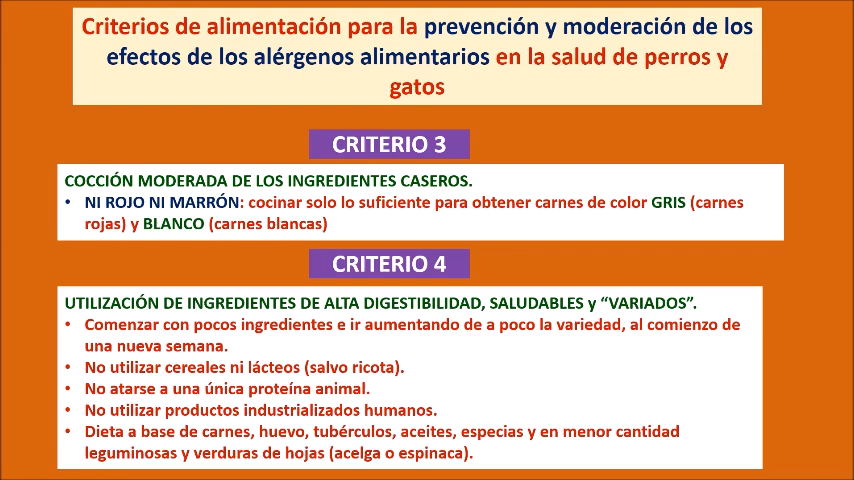 Criterios de alimentación para la prevención y moderación de los
efectos de los alérgenos alimentarios en la salud de perros y
gatos
CRITERIO 3
COCCIÓN MODERADA DE LOS INGREDIENTES CASEROS.
• NI ROJO NI MARRÓN: cocinar solo lo suficiente para obtener carnes de color GRIS (carnes
rojas) y BLANCO (carnes blancas)
CRITERIO 4
UTILIZACIÓN DE INGREDIENTES DE ALTA DIGESTIBILIDAD, SALUDABLES y “VARIADOS”.
• Comenzar con pocos ingredientes e ir aumentando de a poco la variedad, al comienzo de
una nueva semana.
• No utilizar cereales ni lácteos (salvo ricota).
• No atarse a una única proteína animal.
• No utilizar productos industrializados humanos.
• Dieta a base de carnes, huevo, tubérculos, aceites, especias y en menor cantidad
leguminosas y verduras de hojas (acelga o espinaca).